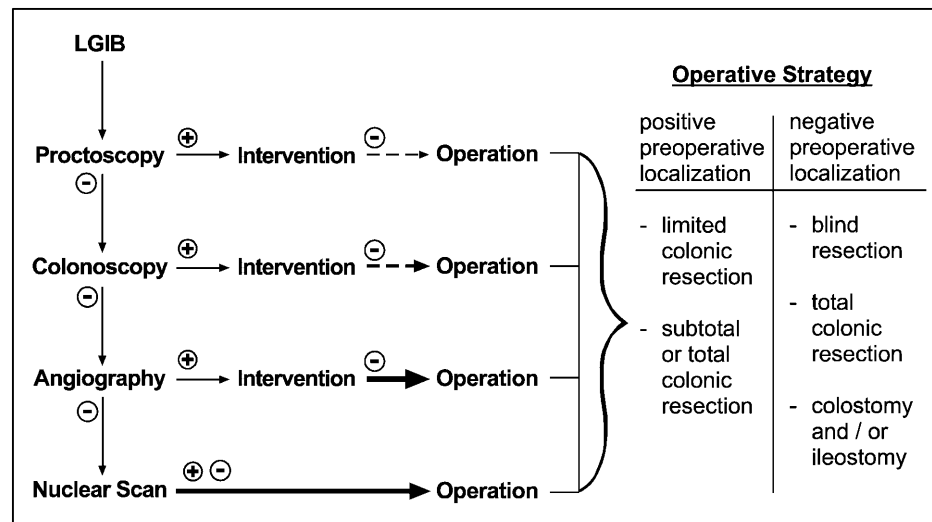 LGIB
Proctoscopy
⊕
Intervention
⊖
Operation
⊖
Colonoscopy
⊕
Intervention
⊖
Operation
⊖
Angiography
⊕
Intervention
⊖
Operation
⊖
Nuclear Scan
⊕ ⊖
Operation
Operative Strategy
positive
preoperative
localization
- limited
colonic
resection
- subtotal
or total
colonic
resection
negative
preoperative
localization
- blind
resection
- total
colonic
resection
- colostomy
and / or
ileostomy